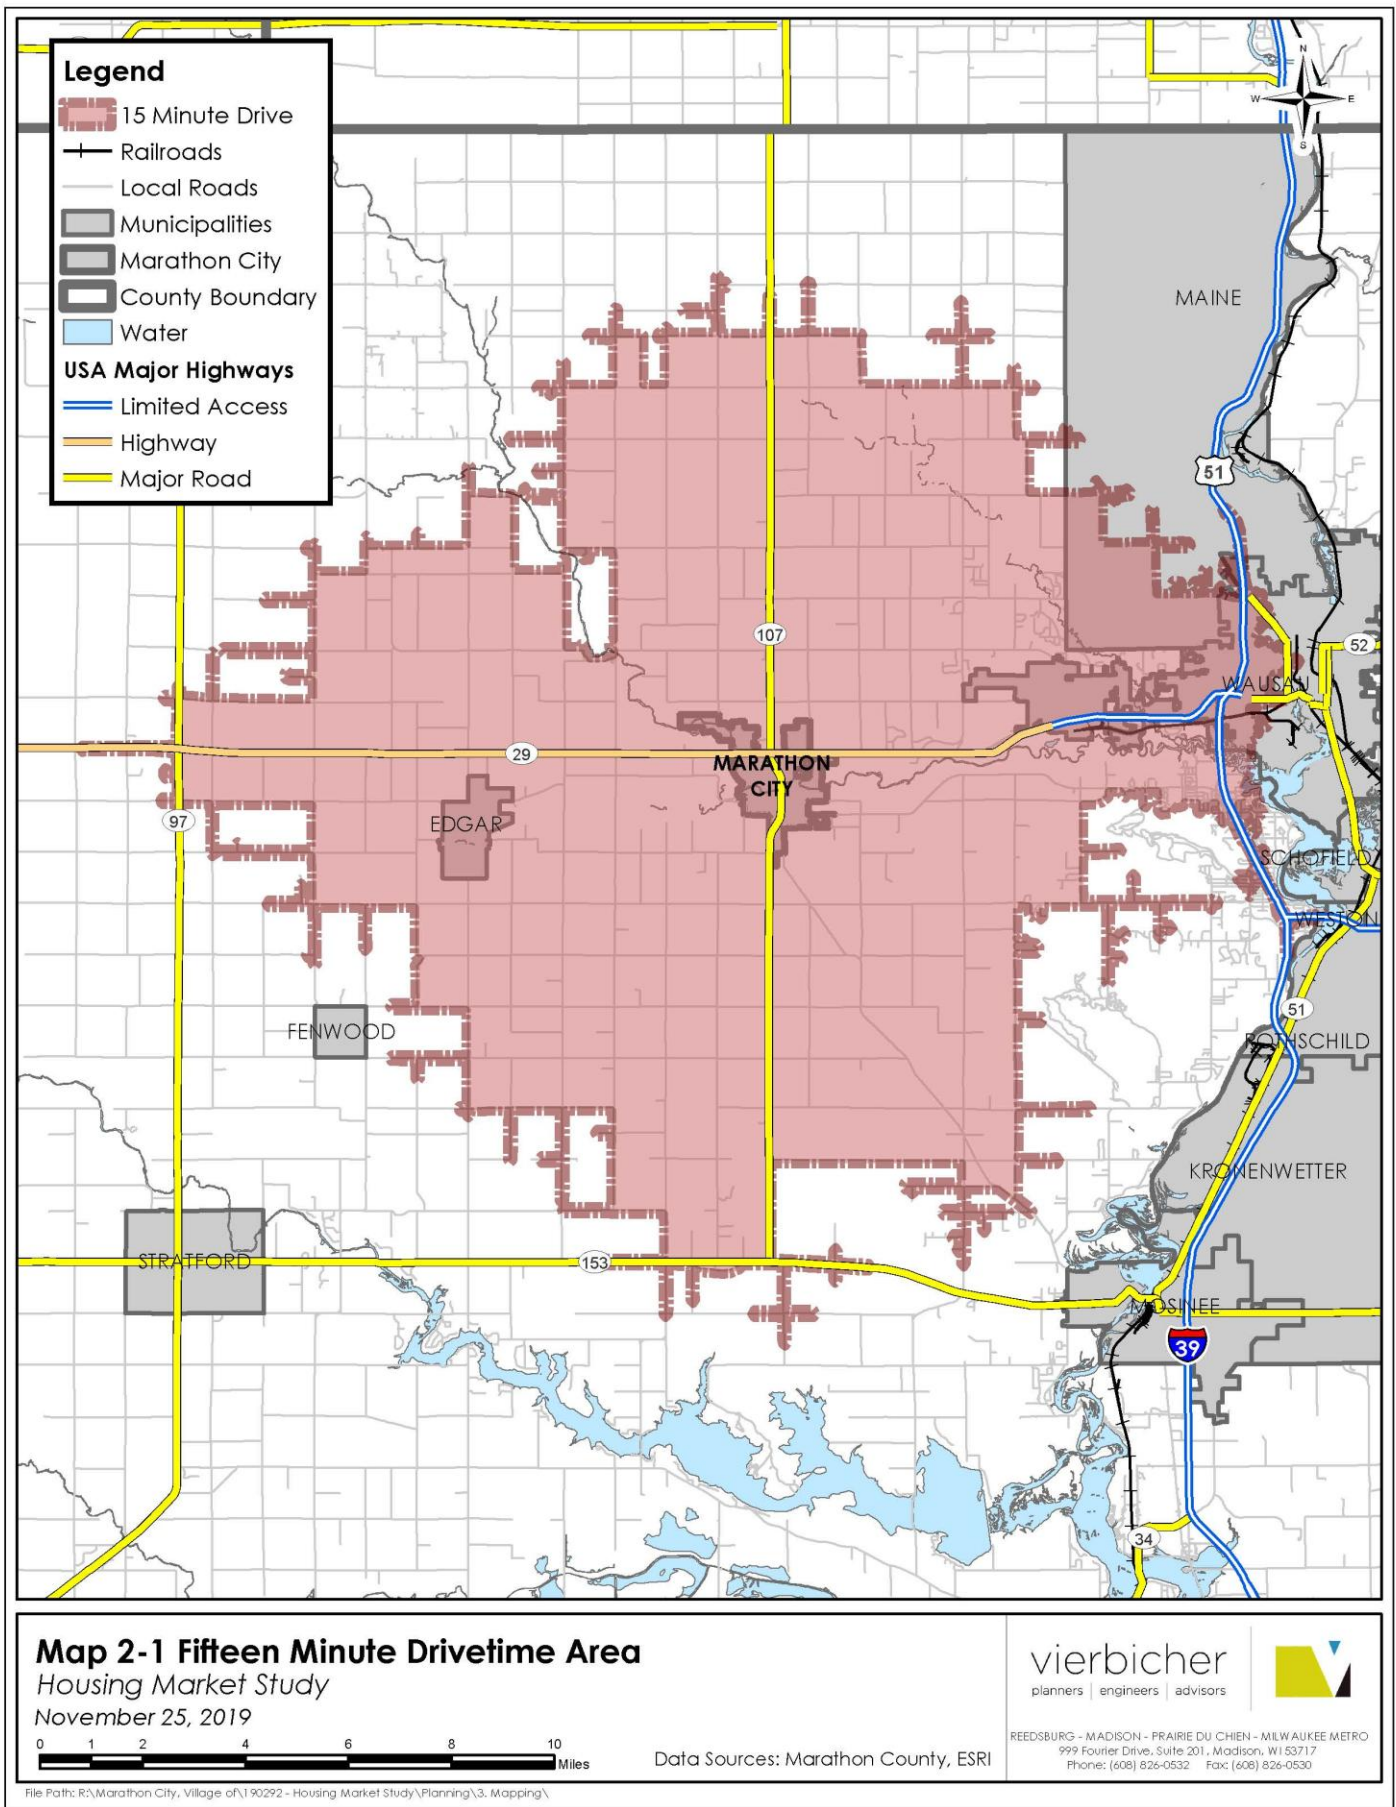 Legend
15 Minute Drive
Railroads
Local Roads
Municipalities
Marathon City
County Boundary
Water
USA Major Highways
Limited Access
Highway
Major Road
N
W E
S
MAINE
51
107
52
WAUSAU
29
MARATHON
CITY
97
EDGAR
SCHOFIELD
WESTON
FENWOOD
51
ROTHSCHILD
KRONENWETTER
STRATFORD
153
MOSINEE
39
34
Map 2-1 Fifteen Minute Drivetime Area
Housing Market Study
November 25, 2019
0 1 2 4 6 8 10
Miles
Data Sources: Marathon County, ESRI
vierbicher
planners | engineers | advisors
REEDSBURG - MADISON - PRAIRIE DU CHIEN - MILWAUKEE METRO
999 Fourier Drive, Suite 201, Madison, WI 53717
Phone: (608) 826-0532 Fax: (608) 826-0530
File Path: R:\Marathon City, Village of\190292 - Housing Market Study\Planning\3. Mapping\